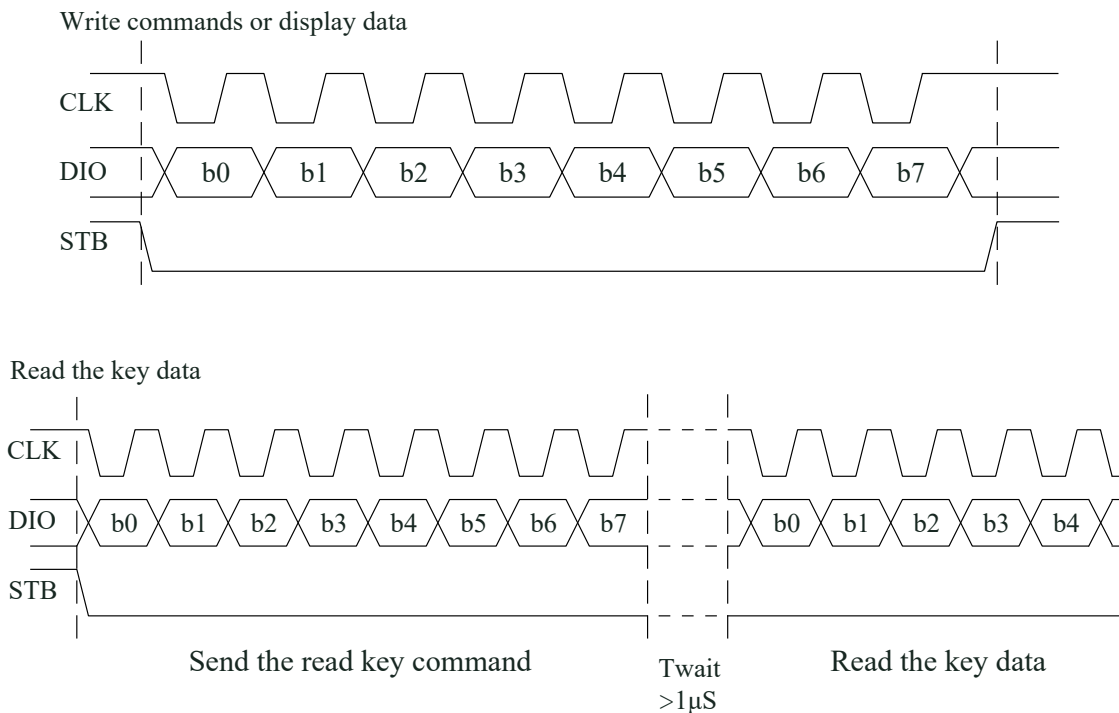 Write commands or display data
CLK
DIO b0 b1 b2 b3 b4 b5 b6 b7
STB
Read the key data
CLK
DIO b0 b1 b2 b3 b4 b5 b6 b7 b0 b1 b2 b3 b4
STB
Send the read key command Twait Read the key data
>1μS